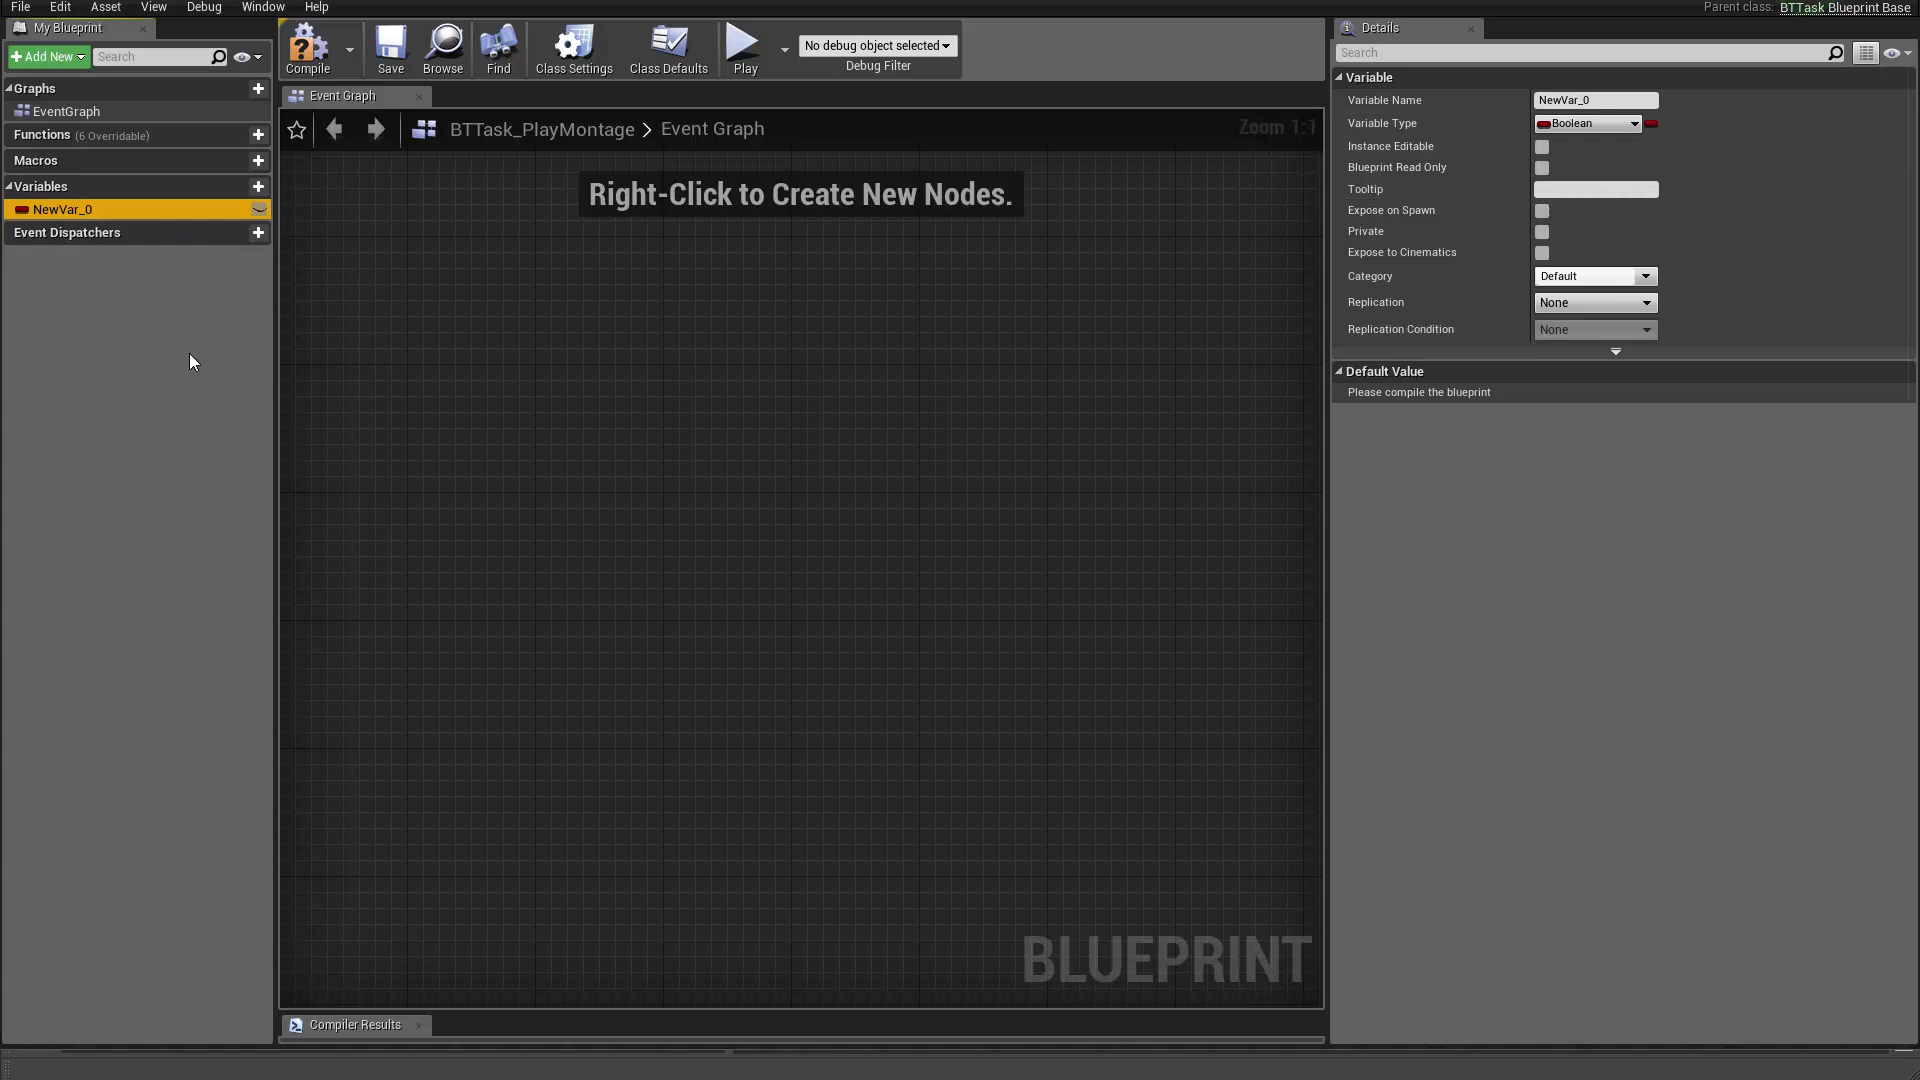 File Edit Asset View Debug Window Help
Parent class: BTTask Blueprint Base
My Blueprint
Add New
Search
Graphs
EventGraph
Functions (6 Overridable)
Macros
Variables
NewVar_0
Event Dispatchers
Compile
Save
Browse
Find
Class Settings
Class Defaults
Play
No debug object selected
Debug Filter
Event Graph
BTTask_PlayMontage > Event Graph
Zoom 1:1
Right-Click to Create New Nodes.
BLUEPRINT
Compiler Results
Details
Search
Variable
Variable Name NewVar_0
Variable Type Boolean
Instance Editable
Blueprint Read Only
Tooltip
Expose on Spawn
Private
Expose to Cinematics
Category Default
Replication None
Replication Condition None
Default Value
Please compile the blueprint